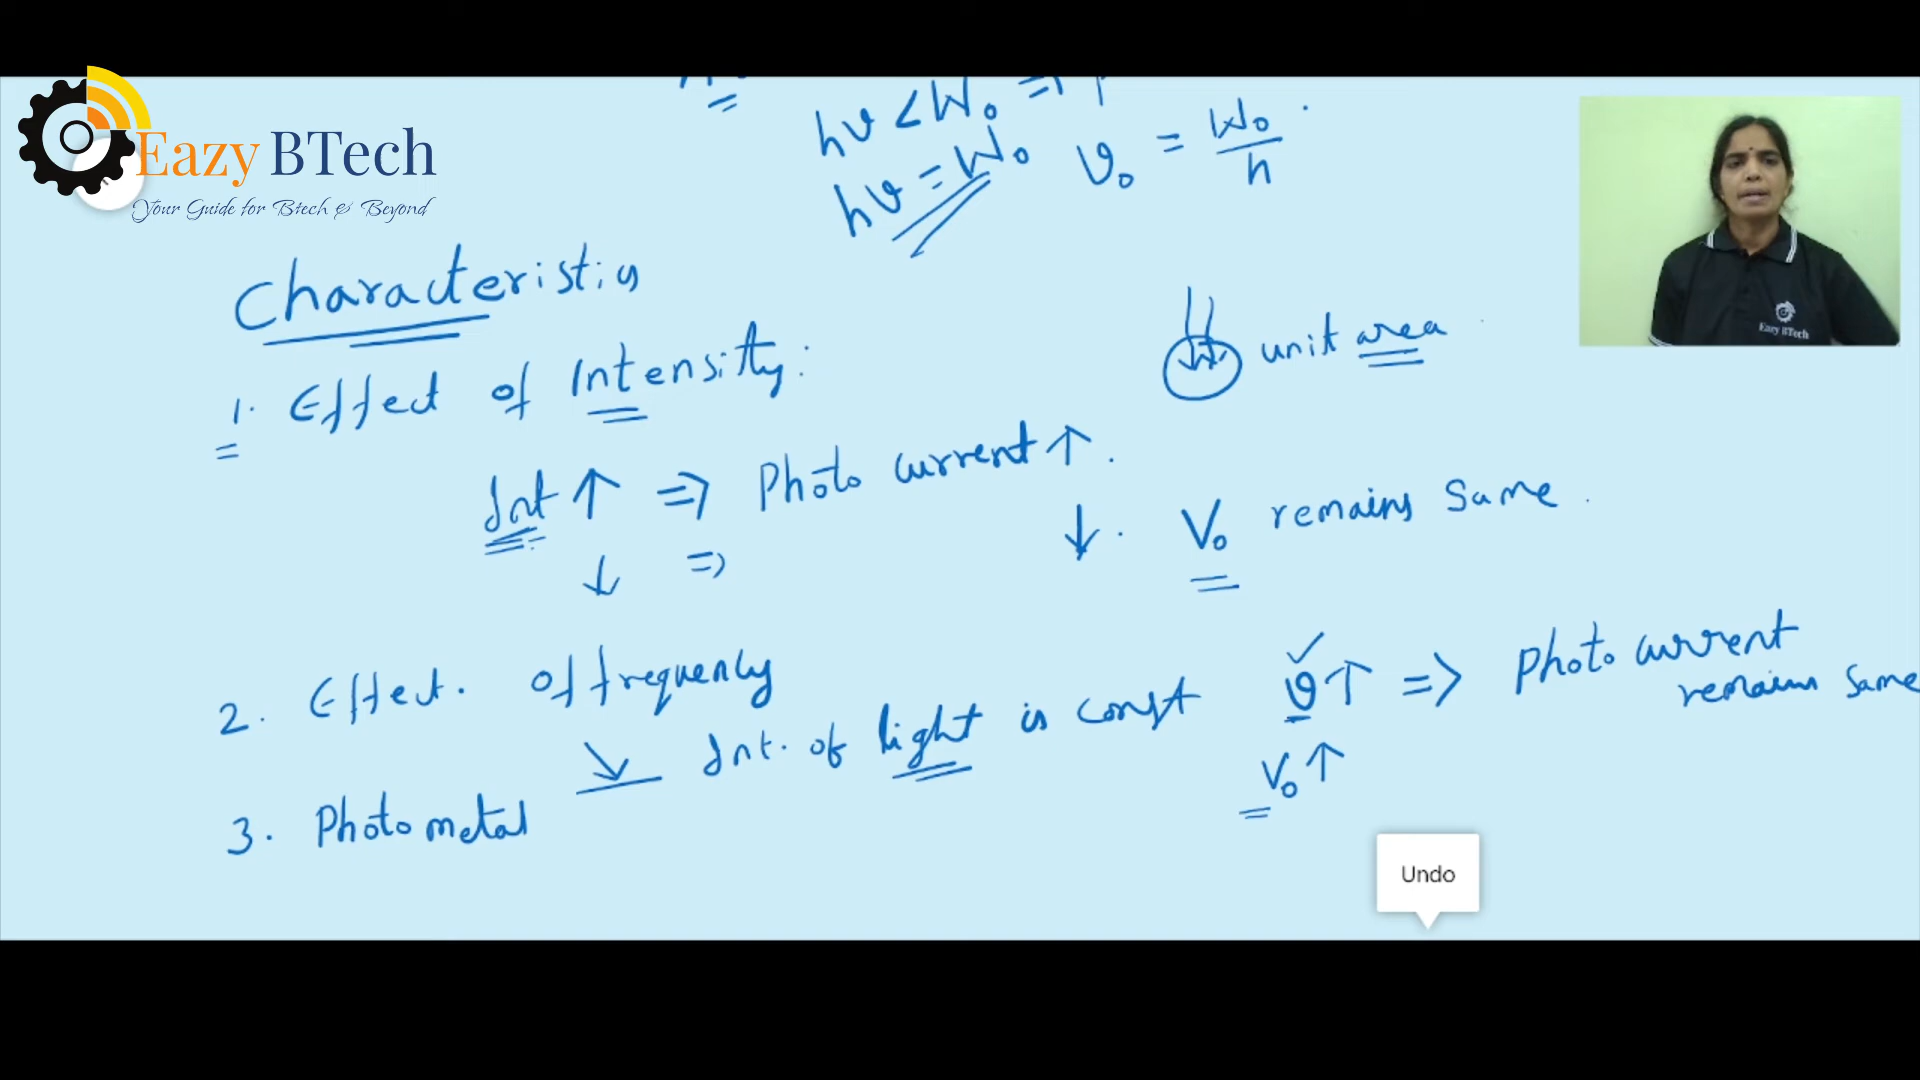 Eazy BTech
Your Guide for Btech & Beyond
hν < W₀ =>
hν = W₀ ν₀ = W₀/h
Characteristics
unit area
1. Effect of Intensity:
Int ↑ => Photo current ↑.
↓ => ↓. V₀ remains Same.
2. Effect. of frequency
Int. of light is const ν↑ => Photo current remains Same
V₀ ↑
3. Photo metal
Undo
Eazy BTech